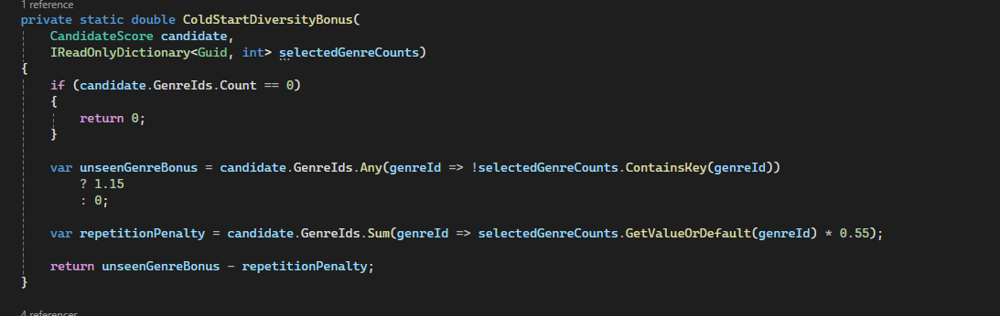 1 reference
private static double ColdStartDiversityBonus(
    CandidateScore candidate,
    IReadOnlyDictionary<Guid, int> selectedGenreCounts)
{
    if (candidate.GenreIds.Count == 0)
    {
        return 0;
    }
    var unseenGenreBonus = candidate.GenreIds.Any(genreId => !selectedGenreCounts.ContainsKey(genreId))
        ? 1.15
        : 0;
    var repetitionPenalty = candidate.GenreIds.Sum(genreId => selectedGenreCounts.GetValueOrDefault(genreId) * 0.55);
    return unseenGenreBonus - repetitionPenalty;
}
4 references